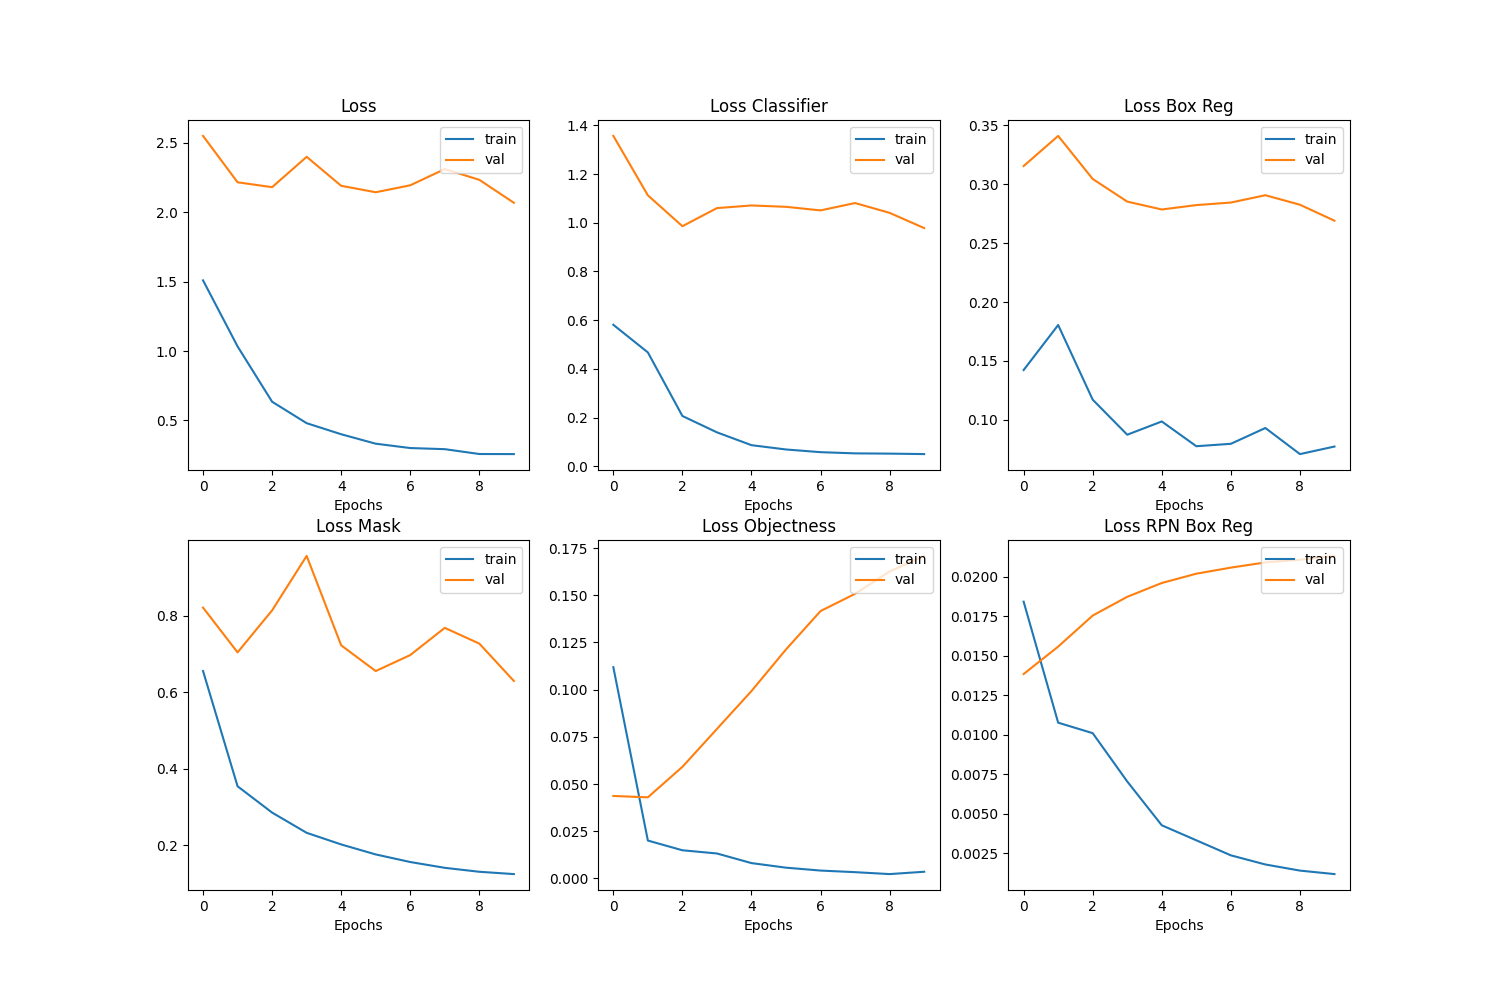 Loss
train
val
2.5
2.0
1.5
1.0
0.5
0 2 4 6 8
Epochs
Loss Classifier
train
val
1.4
1.2
1.0
0.8
0.6
0.4
0.2
0.0
0 2 4 6 8
Epochs
Loss Box Reg
train
val
0.35
0.30
0.25
0.20
0.15
0.10
0 2 4 6 8
Epochs
Loss Mask
train
val
0.8
0.6
0.4
0.2
0 2 4 6 8
Epochs
Loss Objectness
train
val
0.175
0.150
0.125
0.100
0.075
0.050
0.025
0.000
0 2 4 6 8
Epochs
Loss RPN Box Reg
train
val
0.0200
0.0175
0.0150
0.0125
0.0100
0.0075
0.0050
0.0025
0 2 4 6 8
Epochs